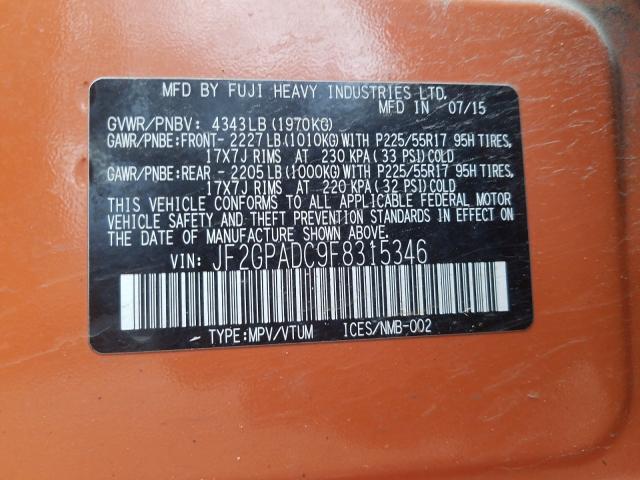 MFD BY FUJI HEAVY INDUSTRIES LTD.
MFD IN 07/15
GVWR/PNBV: 4343LB(1970KG)
GAWR/PNBE:FRONT- 2227LB(1010KG)WITH P225/55R17 95H TIRES,
17X7J RIMS AT 230 KPA(33 PSI)COLD
GAWR/PNBE:REAR - 2205LB(1000KG)WITH P225/55R17 95H TIRES,
17X7J RIMS AT 220 KPA(32 PSI)COLD
THIS VEHICLE CONFORMS TO ALL APPLICABLE FEDERAL MOTOR
VEHICLE SAFETY AND THEFT PREVENTION STANDARDS IN EFFECT ON
THE DATE OF MANUFACTURE SHOWN ABOVE.
VIN: JF2GPADC9F8315346
TYPE:MPV/VTUM ICES/NMB-002